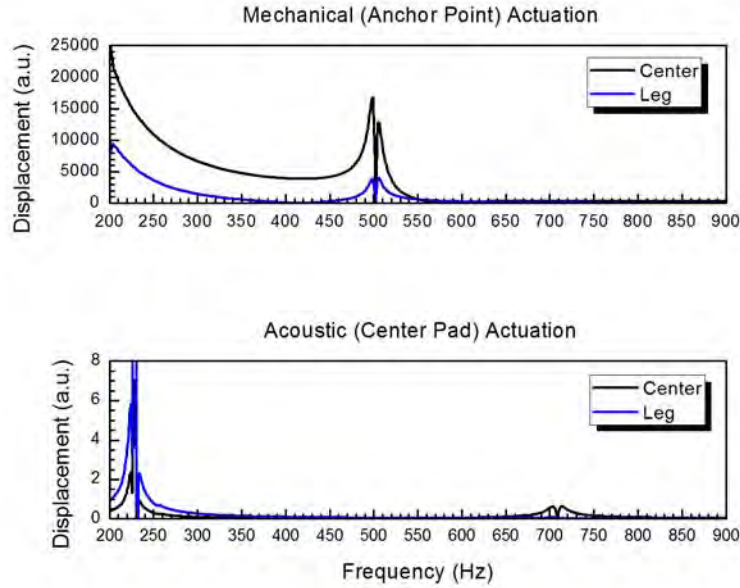 Mechanical (Anchor Point) Actuation
Displacement (a.u.)
25000
20000
15000
10000
5000
0
Center
Leg
200 250 300 350 400 450 500 550 600 650 700 750 800 850 900
Acoustic (Center Pad) Actuation
Displacement (a.u.)
8
6
4
2
0
Center
Leg
200 250 300 350 400 450 500 550 600 650 700 750 800 850 900
Frequency (Hz)